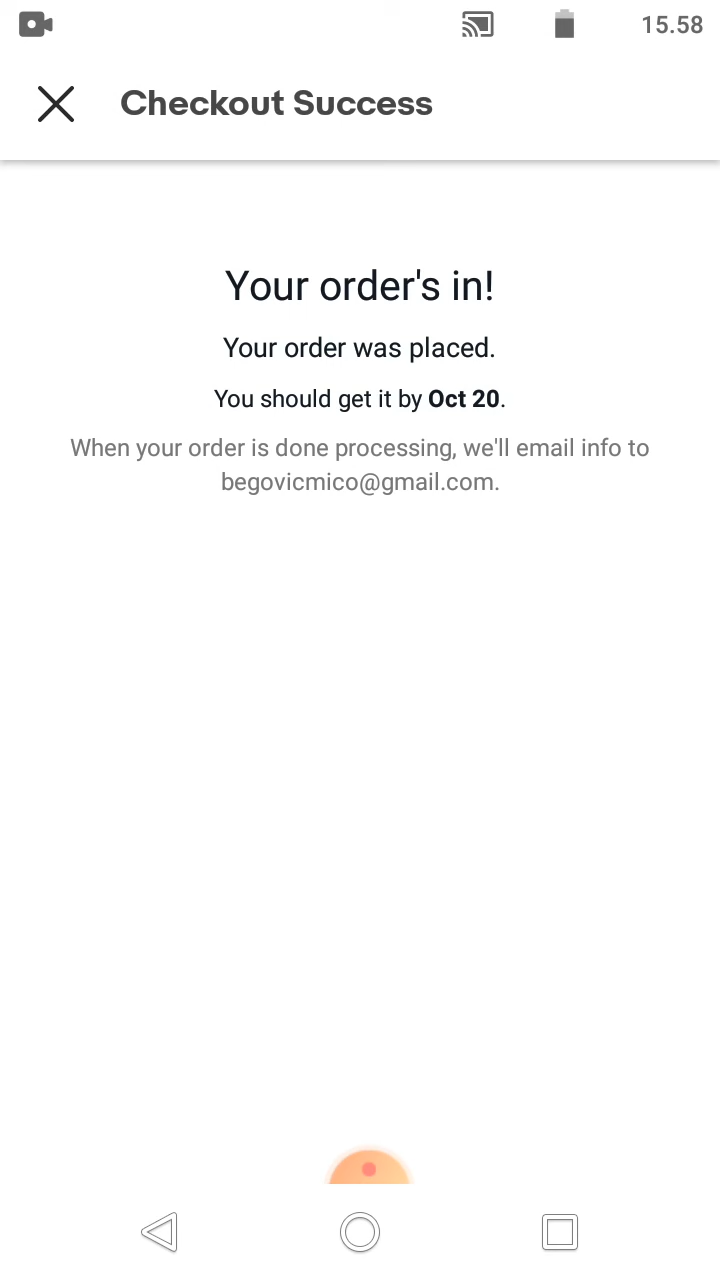 15.58
Checkout Success
Your order's in!
Your order was placed.
You should get it by Oct 20.
When your order is done processing, we'll email info to
begovicmico@gmail.com.